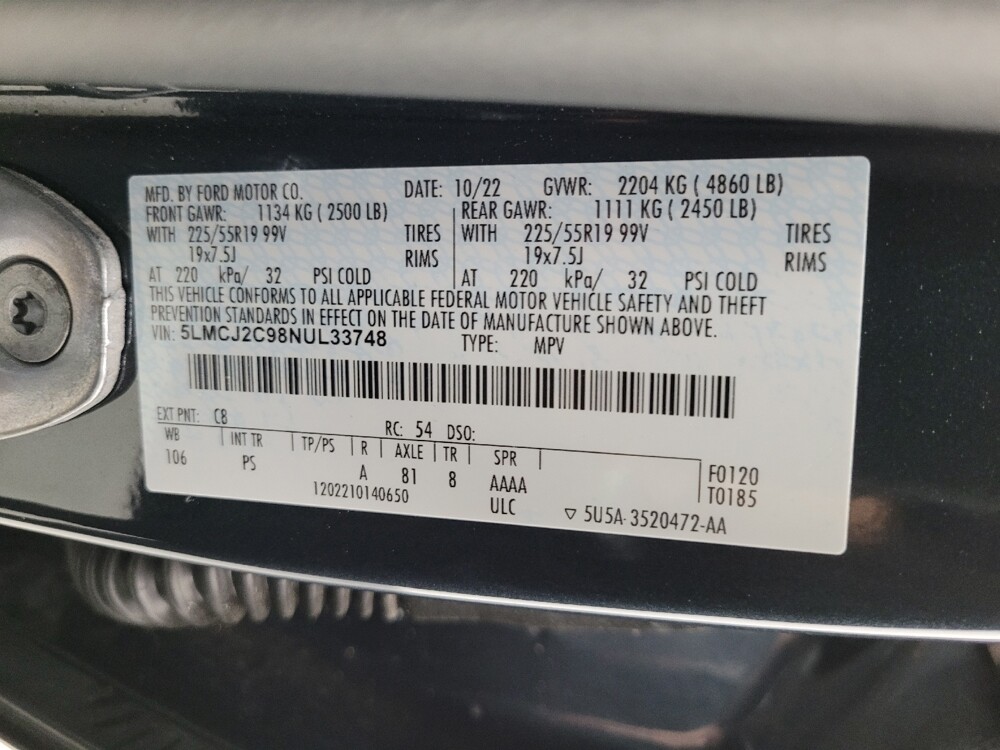 MFD. BY FORD MOTOR CO. DATE: 10/22 GVWR: 2204 KG ( 4860 LB)
FRONT GAWR: 1134 KG ( 2500 LB) REAR GAWR: 1111 KG ( 2450 LB)
WITH 225/55R19 99V TIRES WITH 225/55R19 99V TIRES
19x7.5J RIMS 19x7.5J RIMS
AT 220 kPa/ 32 PSI COLD AT 220 kPa/ 32 PSI COLD
THIS VEHICLE CONFORMS TO ALL APPLICABLE FEDERAL MOTOR VEHICLE SAFETY AND THEFT
PREVENTION STANDARDS IN EFFECT ON THE DATE OF MANUFACTURE SHOWN ABOVE.
VIN: 5LMCJ2C98NUL33748 TYPE: MPV
EXT PNT: C8 RC: 54 DSO:
WB INT TR TP/PS R AXLE TR SPR
106 PS A 81 8 AAAA F0120
1202210140650 ULC T0185
▽ 5U5A-3520472-AA